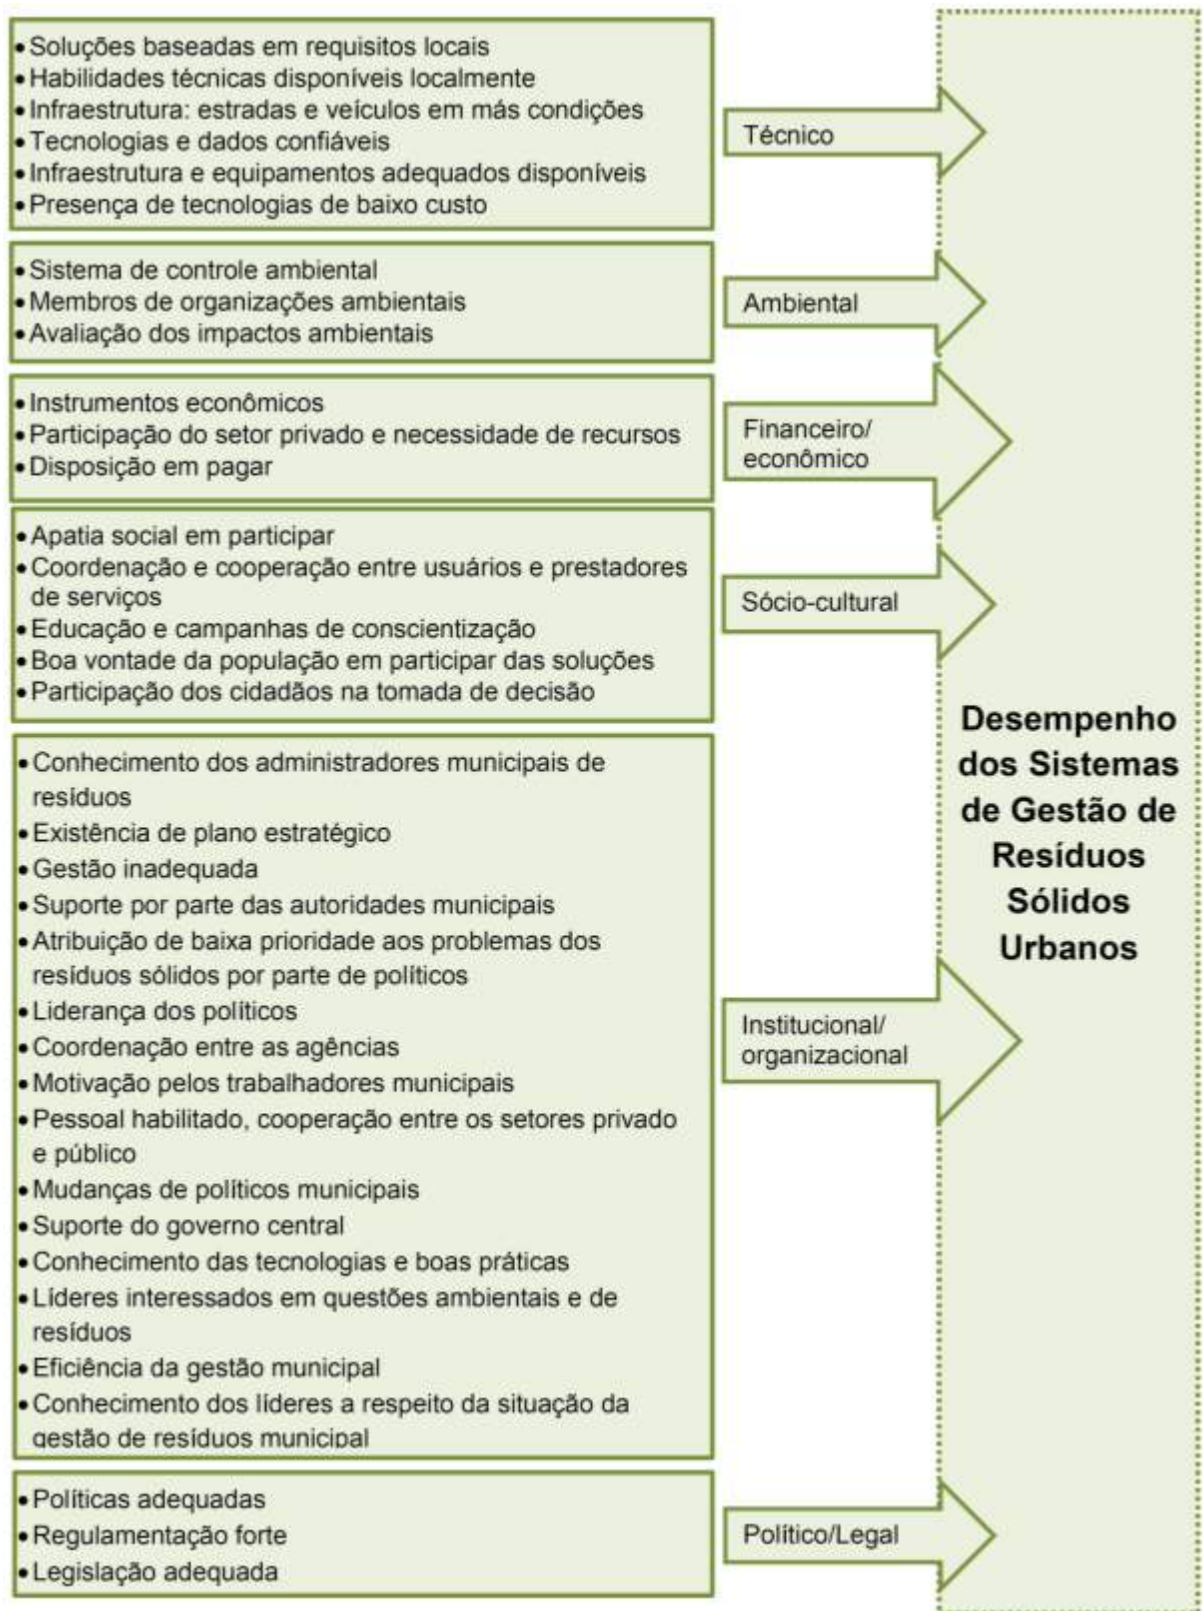 • Soluções baseadas em requisitos locais
• Habilidades técnicas disponíveis localmente
• Infraestrutura: estradas e veículos em más condições
• Tecnologias e dados confiáveis
• Infraestrutura e equipamentos adequados disponíveis
• Presença de tecnologias de baixo custo
Técnico
• Sistema de controle ambiental
• Membros de organizações ambientais
• Avaliação dos impactos ambientais
Ambiental
• Instrumentos econômicos
• Participação do setor privado e necessidade de recursos
• Disposição em pagar
Financeiro/
econômico
• Apatia social em participar
• Coordenação e cooperação entre usuários e prestadores
de serviços
• Educação e campanhas de conscientização
• Boa vontade da população em participar das soluções
• Participação dos cidadãos na tomada de decisão
Sócio-cultural
• Conhecimento dos administradores municipais de
resíduos
• Existência de plano estratégico
• Gestão inadequada
• Suporte por parte das autoridades municipais
• Atribuição de baixa prioridade aos problemas dos
resíduos sólidos por parte de políticos
• Liderança dos políticos
• Coordenação entre as agências
• Motivação pelos trabalhadores municipais
• Pessoal habilitado, cooperação entre os setores privado
e público
• Mudanças de políticos municipais
• Suporte do governo central
• Conhecimento das tecnologias e boas práticas
• Líderes interessados em questões ambientais e de
resíduos
• Eficiência da gestão municipal
• Conhecimento dos líderes a respeito da situação da
gestão de resíduos municipal
Institucional/
organizacional
• Políticas adequadas
• Regulamentação forte
• Legislação adequada
Político/Legal
Desempenho
dos Sistemas
de Gestão de
Resíduos
Sólidos
Urbanos